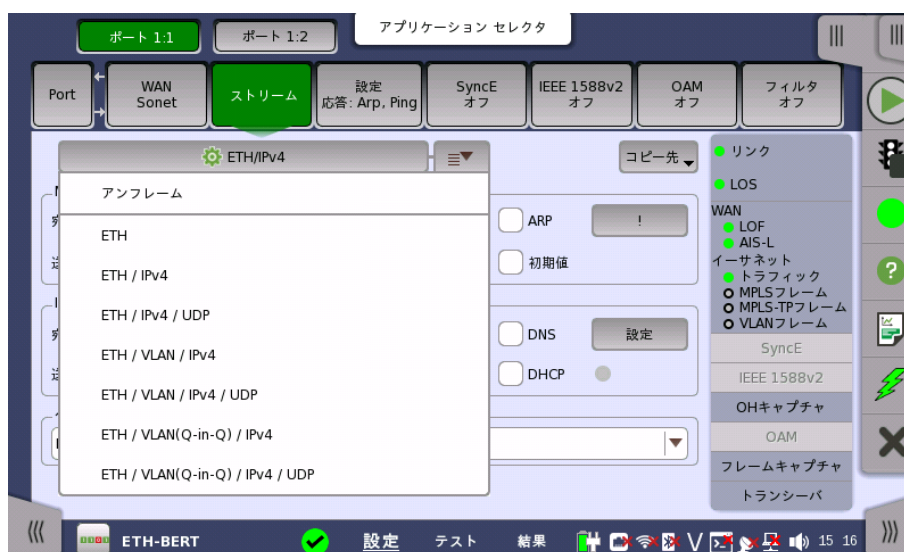 アプリケーション セレクタ
ポート 1:1
ポート 1:2
Port
WAN
Sonet
ストリーム
設定
応答: Arp, Ping
SyncE
オフ
IEEE 1588v2
オフ
OAM
オフ
フィルタ
オフ
ETH/IPv4
コピー先
アンフレーム
ETH
ETH / IPv4
ETH / IPv4 / UDP
ETH / VLAN / IPv4
ETH / VLAN / IPv4 / UDP
ETH / VLAN(Q-in-Q) / IPv4
ETH / VLAN(Q-in-Q) / IPv4 / UDP
ARP
!
初期値
DNS
設定
DHCP
リンク
LOS
WAN
LOF
AIS-L
イーサネット
トラフィック
MPLSフレーム
MPLS-TPフレーム
VLANフレーム
SyncE
IEEE 1588v2
OHキャプチャ
OAM
フレームキャプチャ
トランシーバ
ETH-BERT
設定
テスト
結果
15 16